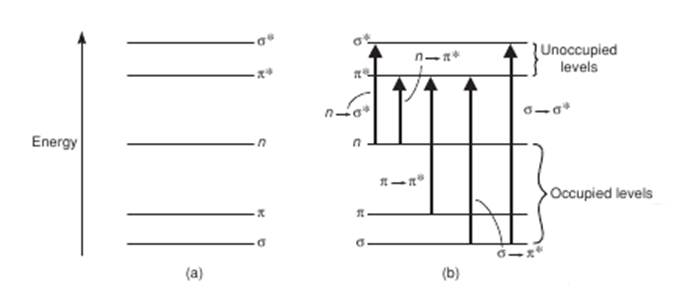 Energy
σ*
π*
n
π
σ
(a)
σ*
π*
n
π
σ
n→π*
n→σ*
π→π*
σ→σ*
σ→π*
Unoccupied
levels
Occupied levels
(b)